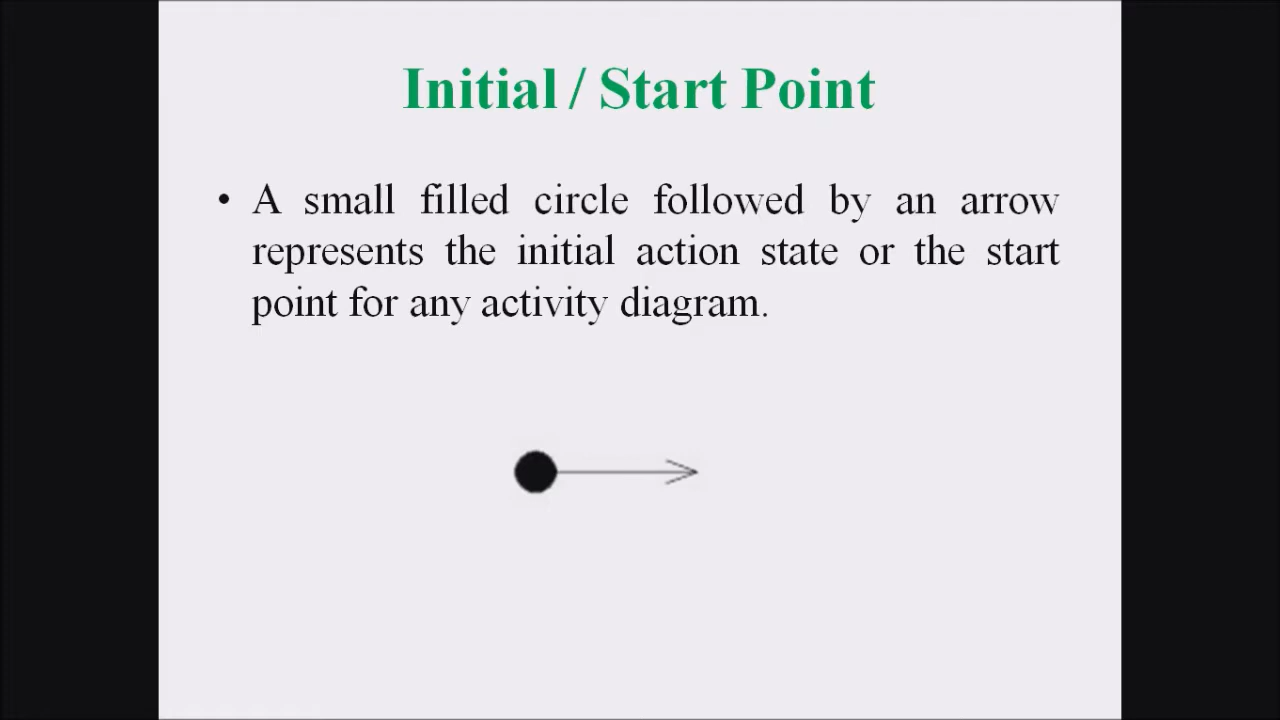 Initial / Start Point
• A small filled circle followed by an arrow
represents the initial action state or the start
point for any activity diagram.